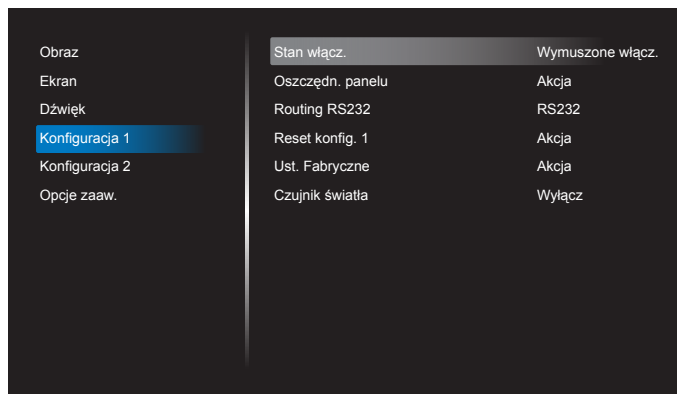 Obraz
Ekran
Dźwięk
Konfiguracja 1
Konfiguracja 2
Opcje zaaw.
Stan włącz. Wymuszone włącz.
Oszczędn. panelu Akcja
Routing RS232 RS232
Reset konfig. 1 Akcja
Ust. Fabryczne Akcja
Czujnik światła Wyłącz